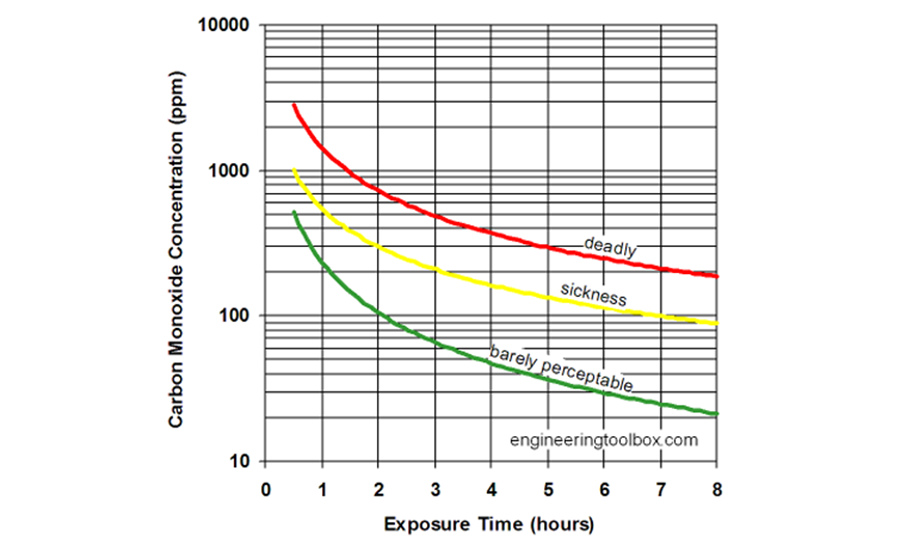 10000
1000
100
10
Carbon Monoxide Concentration (ppm)
deadly
sickness
barely perceptable
engineeringtoolbox.com
0 1 2 3 4 5 6 7 8
Exposure Time (hours)